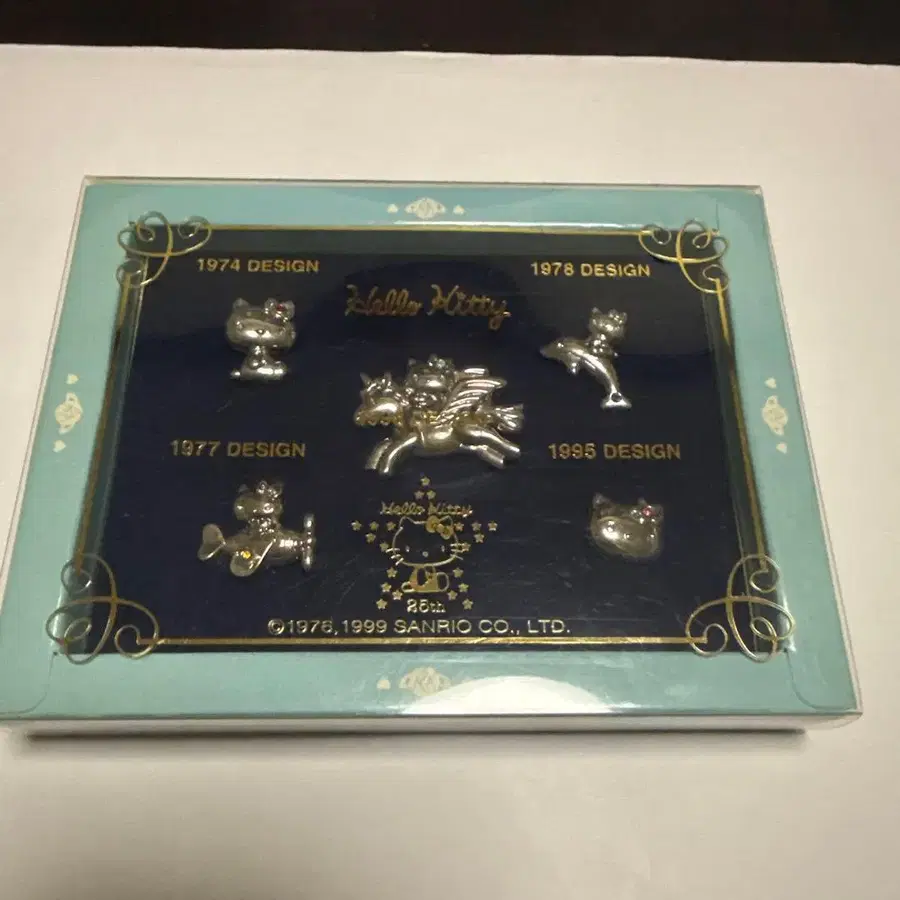 1974 DESIGN
1978 DESIGN
Hello Kitty
1977 DESIGN
1995 DESIGN
Hello Kitty
25th
©1976,1999 SANRIO CO., LTD.